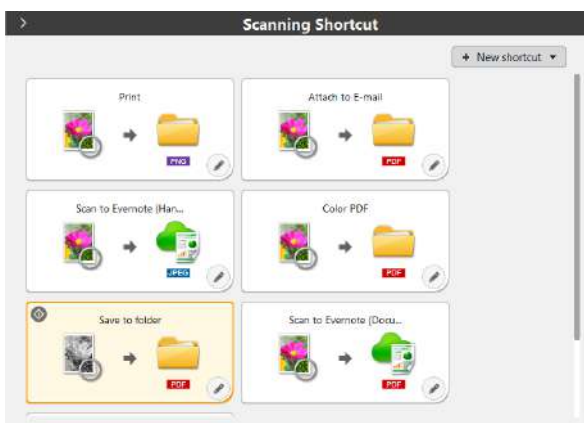 Scanning Shortcut
+ New shortcut
Print
PNG
Attach to E-mail
PDF
Scan to Evernote (Han...
JPEG
Color PDF
PDF
Save to folder
PDF
Scan to Evernote (Docu...
PDF